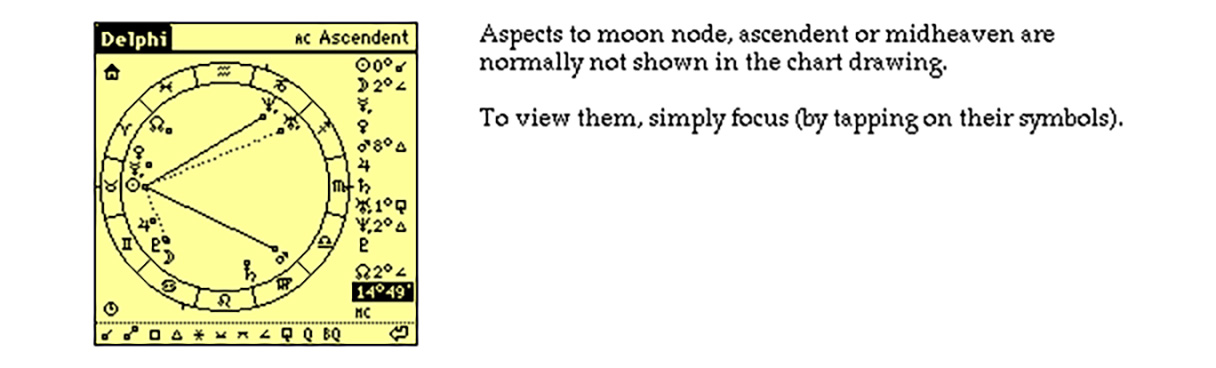 Delphi AC Ascendent
Aspects to moon node, ascendent or midheaven are
normally not shown in the chart drawing.
To view them, simply focus (by tapping on their symbols).
☉0°☌
☽2°∠
☿
♀
♂8°△
♃
♄
♅1°⚼
♆2°△
♇
☊2°∠
14°49'
MC
Q BQ